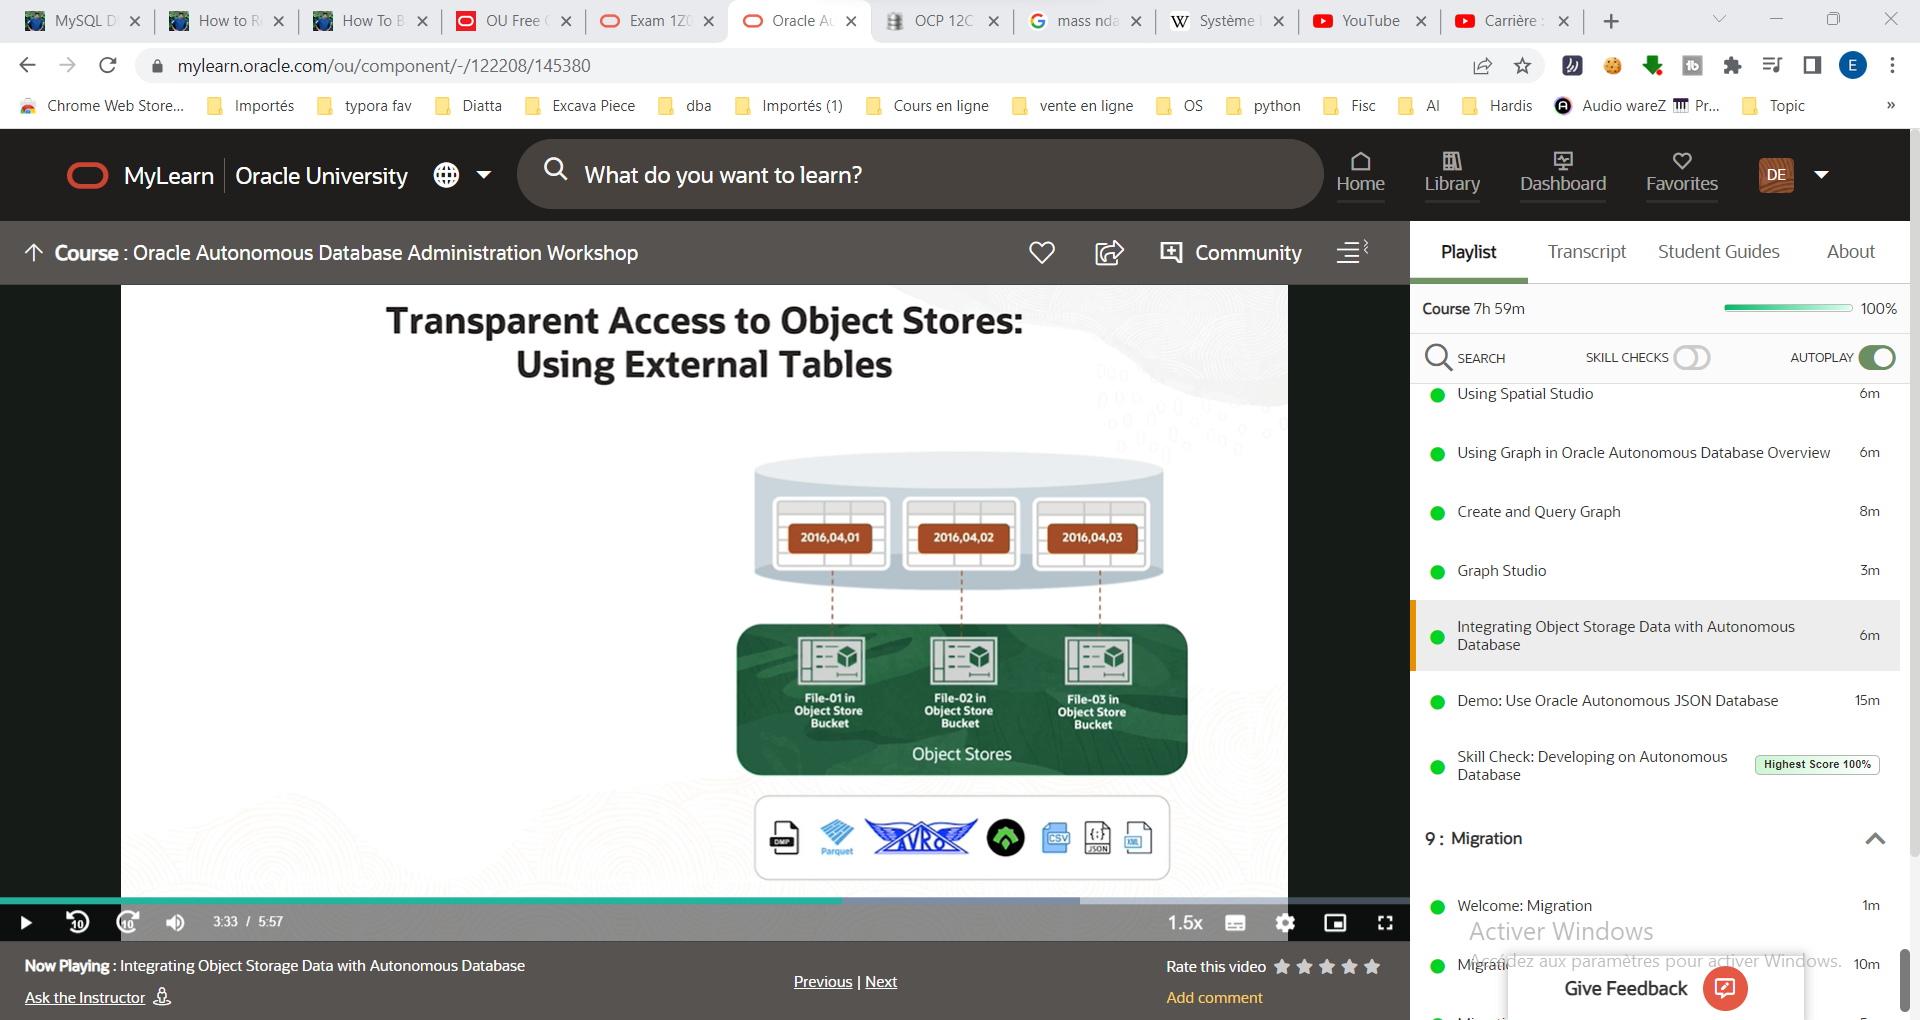 MySQL D
How to R
How To B
OU Free
Exam 1Z0
Oracle Au
OCP 12C
mass nda
Système
YouTube
Carrière :
mylearn.oracle.com/ou/component/-/122208/145380
E
Chrome Web Store...
Importés
typora fav
Diatta
Excava Piece
dba
Importés (1)
Cours en ligne
vente en ligne
OS
python
Fisc
AI
Hardis
Audio wareZ
Pr...
Topic
»
MyLearn
Oracle University
What do you want to learn?
Home
Library
Dashboard
Favorites
DE
Course : Oracle Autonomous Database Administration Workshop
Community
Playlist
Transcript
Student Guides
About
Course 7h 59m
100%
SEARCH
SKILL CHECKS
AUTOPLAY
Transparent Access to Object Stores:
Using External Tables
2016,04,01
2016,04,02
2016,04,03
File-01 in
Object Store
Bucket
File-02 in
Object Store
Bucket
File-03 in
Object Store
Bucket
Object Stores
DMP
Parquet
AVRO
CSV
JSON
XML
Using Spatial Studio
6m
Using Graph in Oracle Autonomous Database Overview
6m
Create and Query Graph
8m
Graph Studio
3m
Integrating Object Storage Data with Autonomous
Database
6m
Demo: Use Oracle Autonomous JSON Database
15m
Skill Check: Developing on Autonomous
Database
Highest Score 100%
9 : Migration
Welcome: Migration
1m
Activer Windows
Accédez aux paramètres pour activer Windows.
10m
Give Feedback
10
10
3:33 / 5:57
1.5x
Now Playing : Integrating Object Storage Data with Autonomous Database
Ask the Instructor
Previous | Next
Rate this video
Add comment